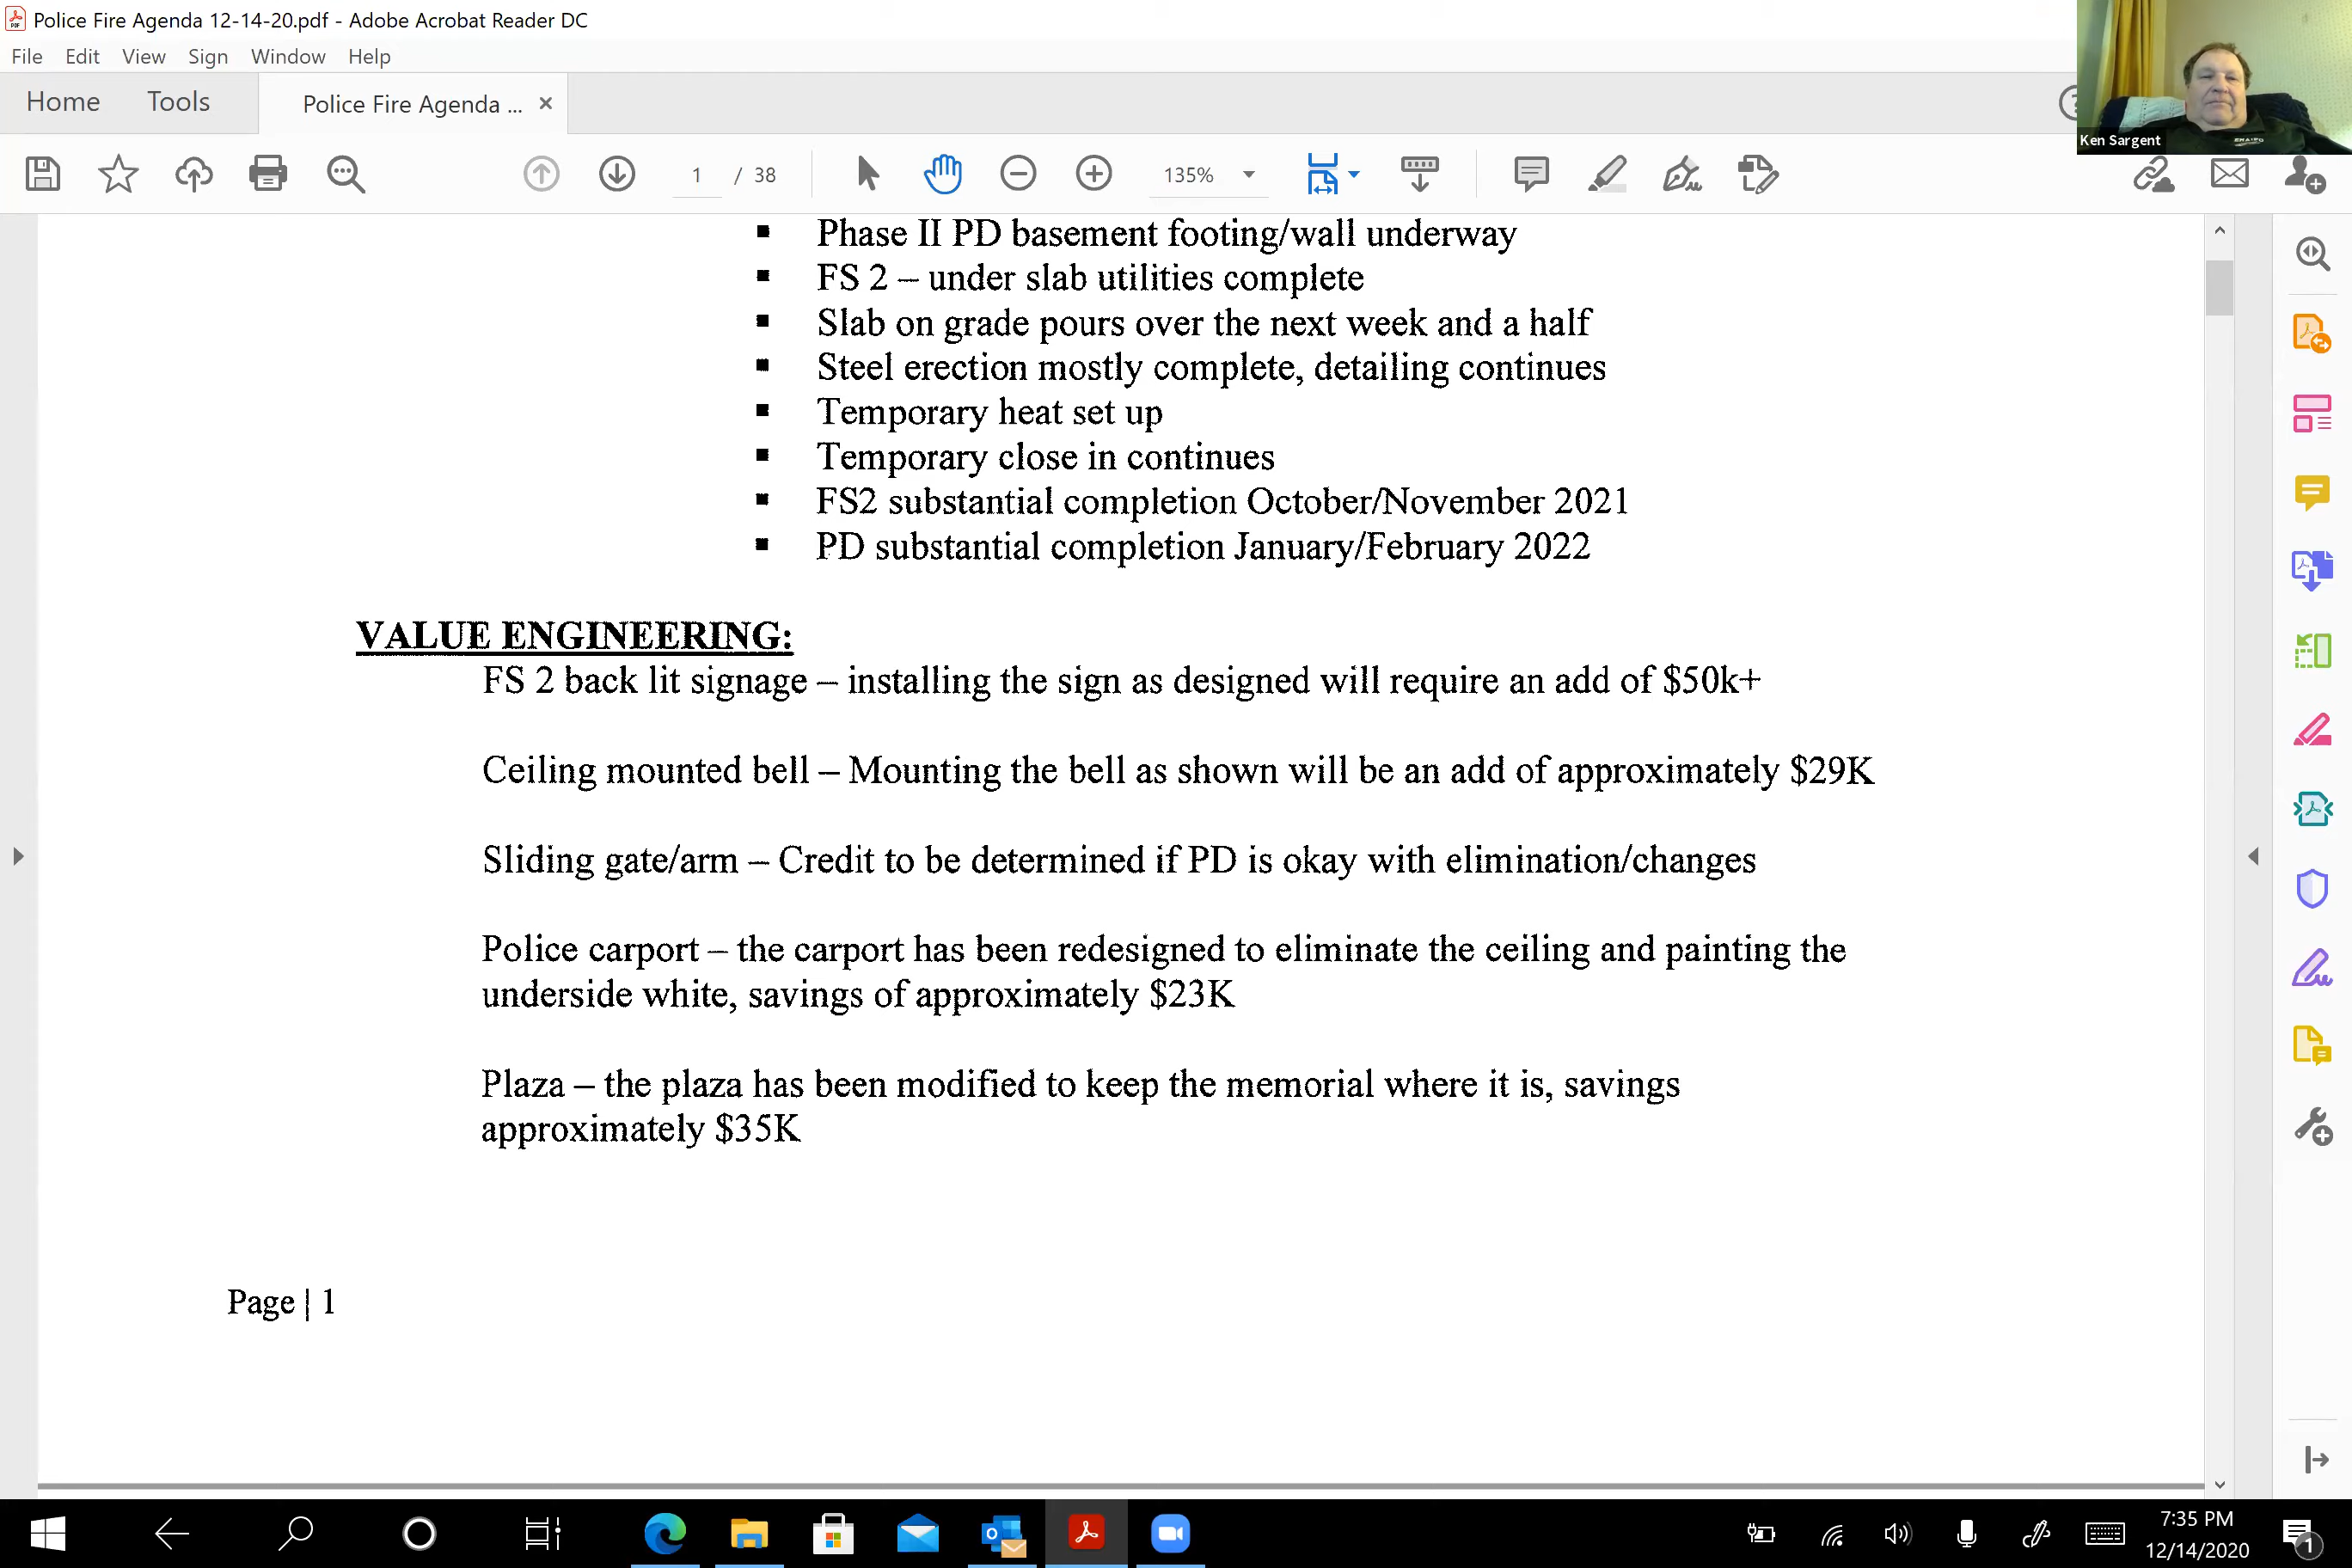 Police Fire Agenda 12-14-20.pdf - Adobe Acrobat Reader DC
File Edit View Sign Window Help
Home Tools Police Fire Agenda ... ×
Ken Sargent
1 / 38 135%
■ Phase II PD basement footing/wall underway
■ FS 2 – under slab utilities complete
■ Slab on grade pours over the next week and a half
■ Steel erection mostly complete, detailing continues
■ Temporary heat set up
■ Temporary close in continues
■ FS2 substantial completion October/November 2021
■ PD substantial completion January/February 2022
VALUE ENGINEERING:
FS 2 back lit signage – installing the sign as designed will require an add of $50k+
Ceiling mounted bell – Mounting the bell as shown will be an add of approximately $29K
Sliding gate/arm – Credit to be determined if PD is okay with elimination/changes
Police carport – the carport has been redesigned to eliminate the ceiling and painting the
underside white, savings of approximately $23K
Plaza – the plaza has been modified to keep the memorial where it is, savings
approximately $35K
Page | 1
7:35 PM
12/14/2020
1